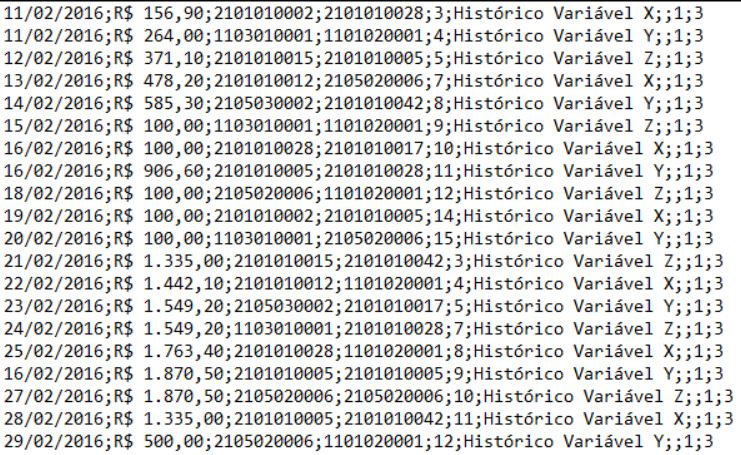 11/02/2016;R$ 156,90;2101010002;2101010028;3;Histórico Variável X;;1;3
11/02/2016;R$ 264,00;1103010001;1101020001;4;Histórico Variável Y;;1;3
12/02/2016;R$ 371,10;2101010015;2101010005;5;Histórico Variável Z;;1;3
13/02/2016;R$ 478,20;2101010012;2105020006;7;Histórico Variável X;;1;3
14/02/2016;R$ 585,30;2105030002;2101010042;8;Histórico Variável Y;;1;3
15/02/2016;R$ 100,00;1103010001;1101020001;9;Histórico Variável Z;;1;3
16/02/2016;R$ 100,00;2101010028;2101010017;10;Histórico Variável X;;1;3
16/02/2016;R$ 906,60;2101010005;2101010028;11;Histórico Variável Y;;1;3
18/02/2016;R$ 100,00;2105020006;1101020001;12;Histórico Variável Z;;1;3
19/02/2016;R$ 100,00;2101010002;2101010005;14;Histórico Variável X;;1;3
20/02/2016;R$ 100,00;1103010001;2105020006;15;Histórico Variável Y;;1;3
21/02/2016;R$ 1.335,00;2101010015;2101010042;3;Histórico Variável Z;;1;3
22/02/2016;R$ 1.442,10;2101010012;1101020001;4;Histórico Variável X;;1;3
23/02/2016;R$ 1.549,20;2105030002;2101010017;5;Histórico Variável Y;;1;3
24/02/2016;R$ 1.549,20;1103010001;2101010028;7;Histórico Variável Z;;1;3
25/02/2016;R$ 1.763,40;2101010028;1101020001;8;Histórico Variável X;;1;3
16/02/2016;R$ 1.870,50;2101010005;2101010005;9;Histórico Variável Y;;1;3
27/02/2016;R$ 1.870,50;2105020006;2105020006;10;Histórico Variável Z;;1;3
28/02/2016;R$ 1.335,00;2101010005;2101010042;11;Histórico Variável X;;1;3
29/02/2016;R$ 500,00;2105020006;1101020001;12;Histórico Variável Y;;1;3